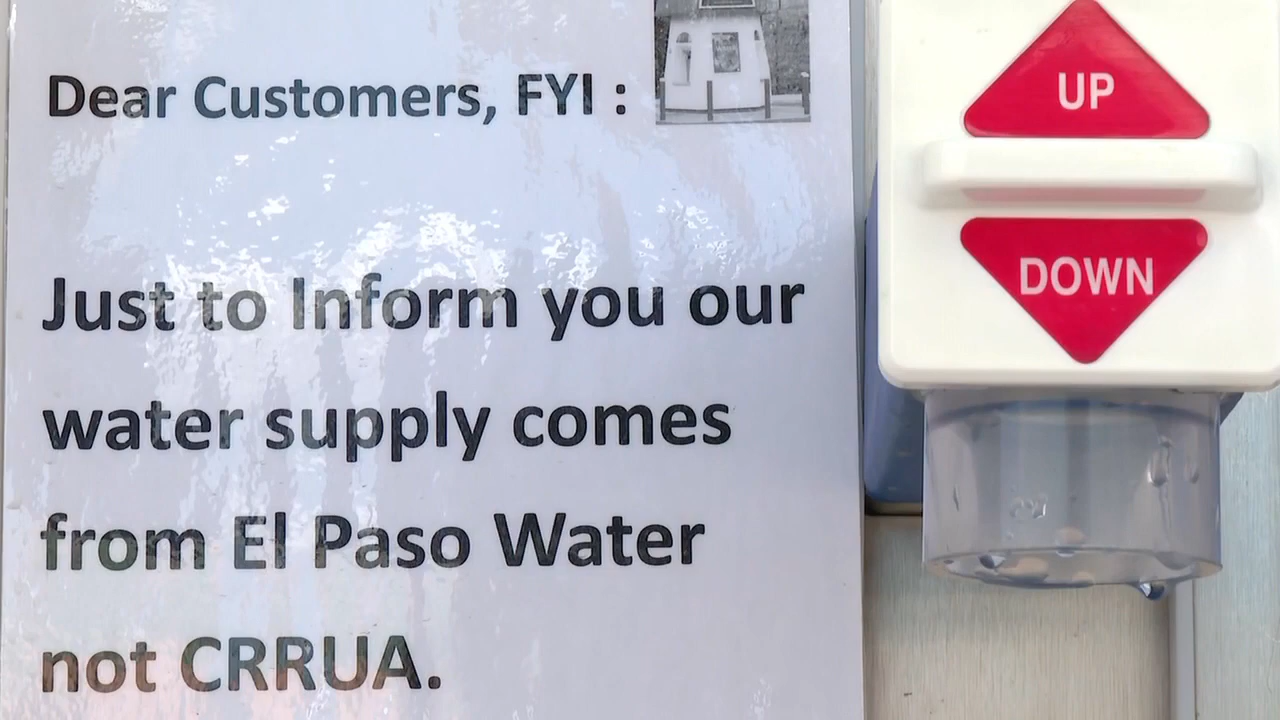 Dear Customers, FYI :
Just to Inform you our
water supply comes
from El Paso Water
not CRRUA.
UP
DOWN